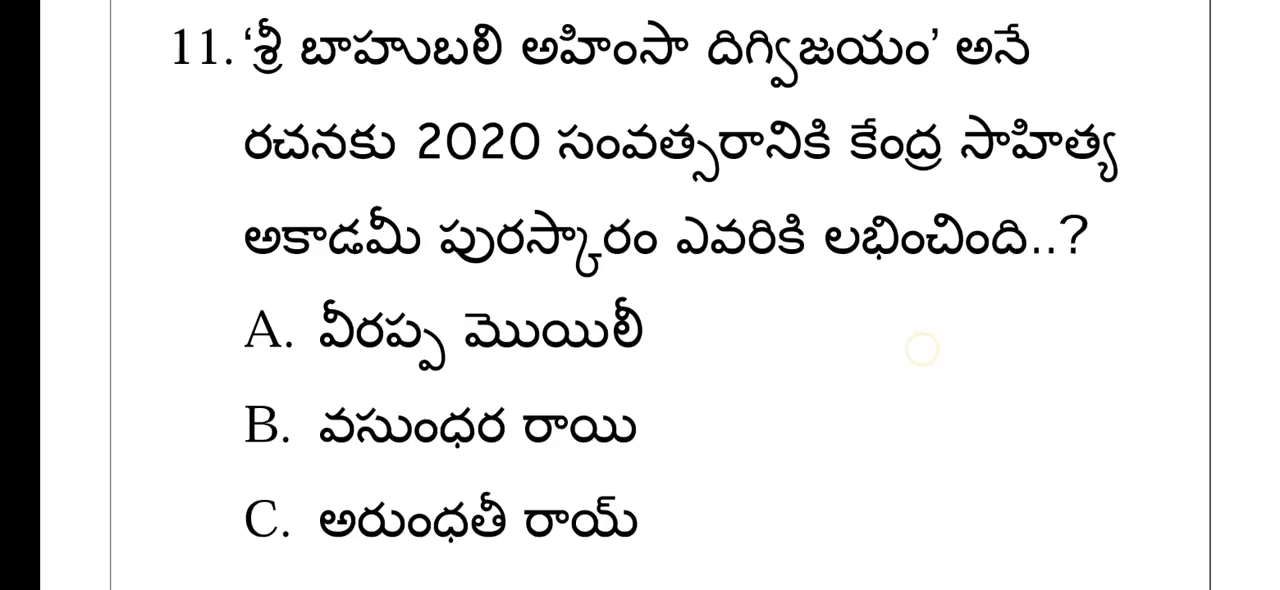 11. ‘శ్రీ బాహుబలి అహింసా దిగ్విజయం’ అనే
రచనకు 2020 సంవత్సరానికి కేంద్ర సాహిత్య
అకాడమీ పురస్కారం ఎవరికి లభించింది..?
A. వీరప్ప మొయిలీ
B. వసుంధర రాయి
C. అరుంధతీ రాయ్